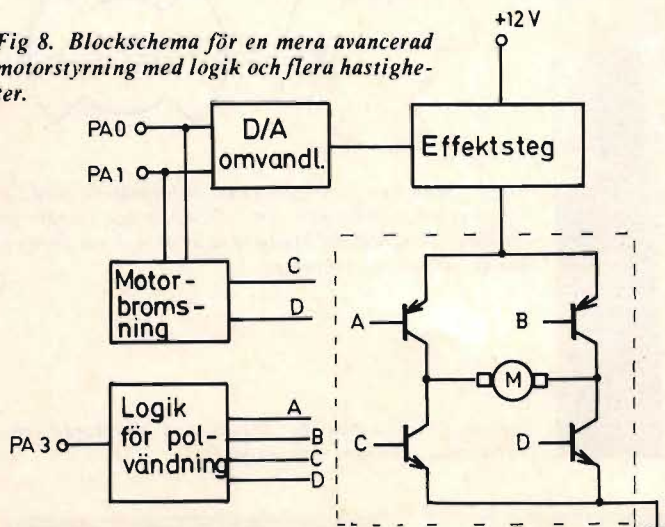 Fig 8. Blockschema för en mera avancerad
motorstyrning med logik och flera hastighe-
ter.
+12 V
PA0
PA1
D/A
omvandl.
Effektsteg
Motor-
broms-
ning
C
D
A
B
M
C
D
PA 3
Logik
för pol-
vändning
A
B
C
D